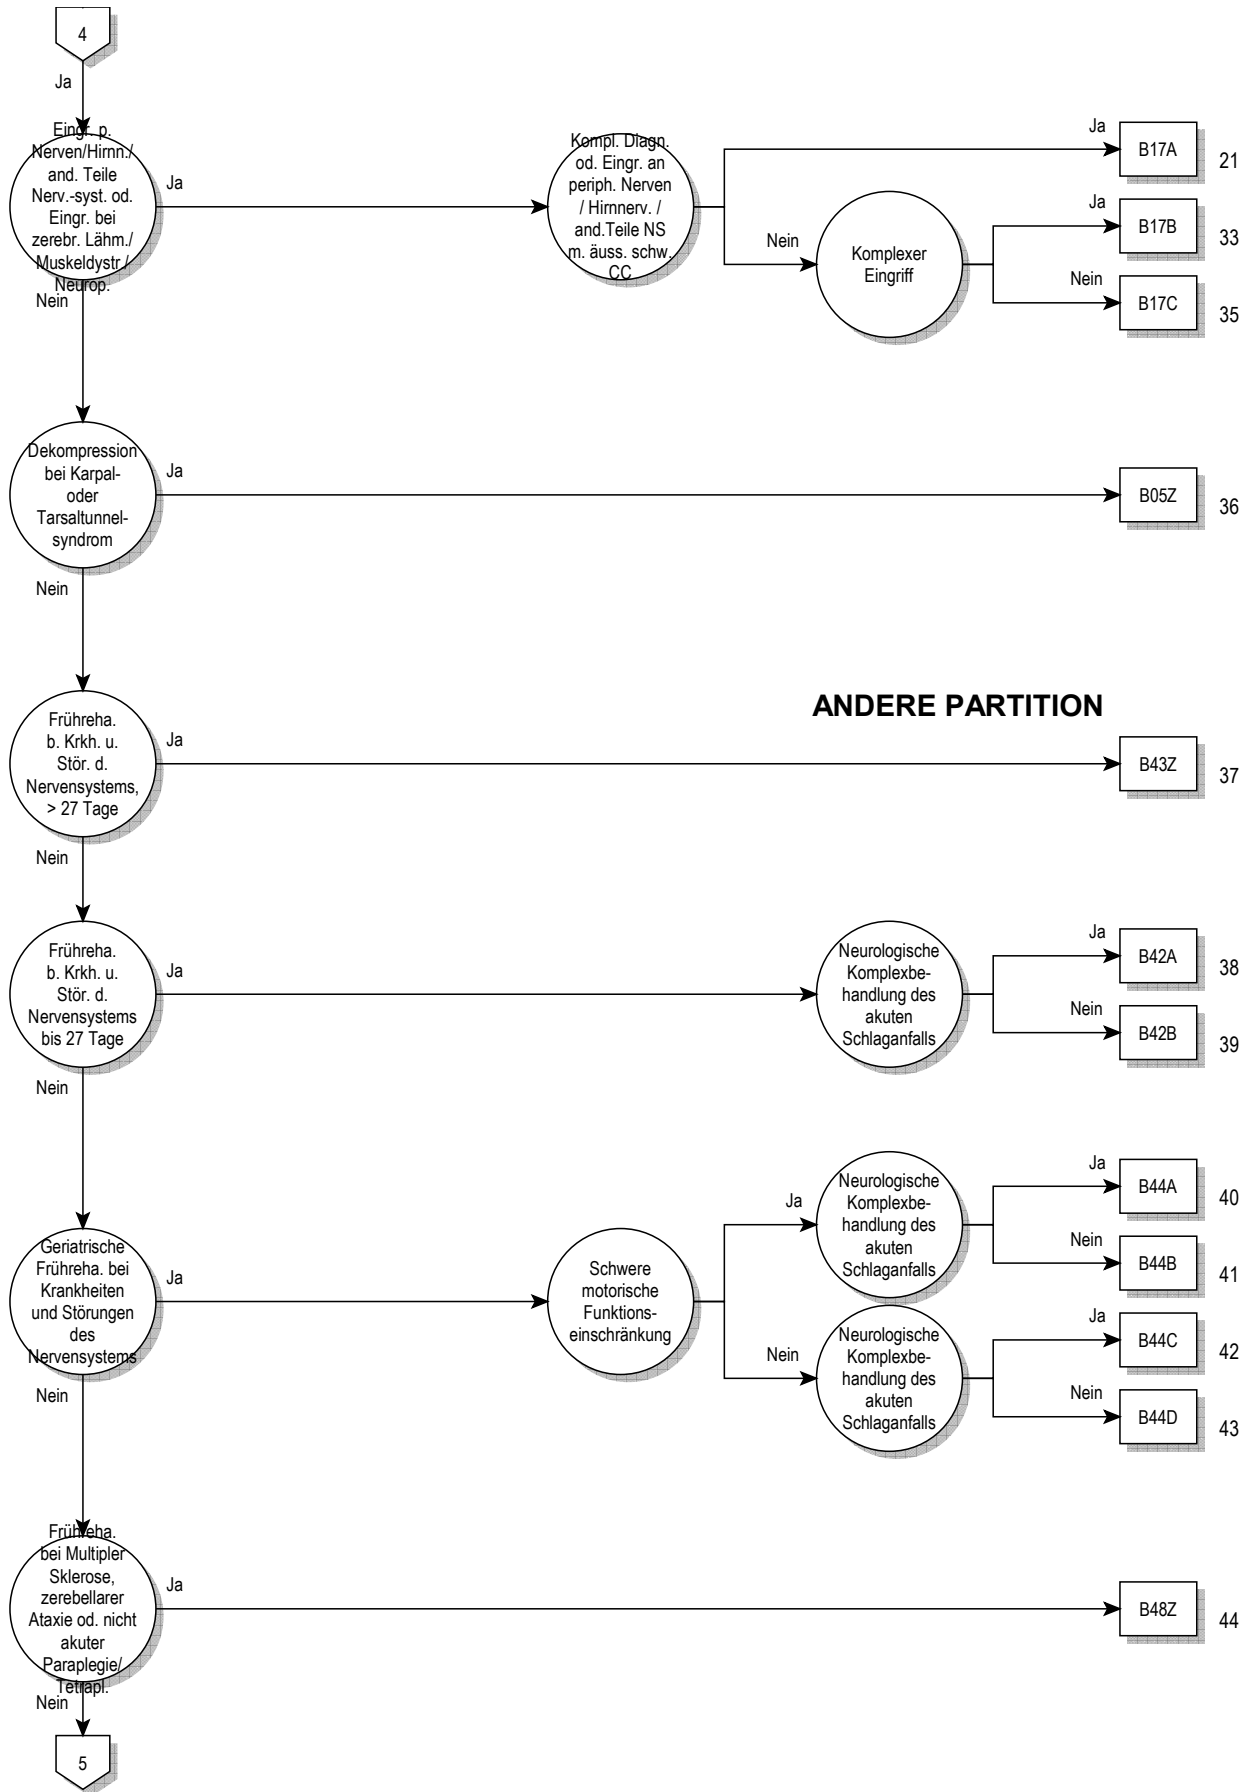 4
Ja
Eingr. p.
Nerven/Hirnn./
and. Teile
Nerv.-syst. od.
Eingr. bei
zerebr. Lähm./
Muskeldystr./
Neurop.
Ja
Kompl. Diagn.
od. Eingr. an
periph. Nerven
/ Hirnnerv. /
and.Teile NS
m. äuss. schw.
CC
Ja
B17A
21
Nein
Komplexer
Eingriff
Ja
B17B
33
Nein
B17C
35
Nein
Dekompression
bei Karpal-
oder
Tarsaltunnel-
syndrom
Ja
B05Z
36
Nein
ANDERE PARTITION
Frühreha.
b. Krkh. u.
Stör. d.
Nervensystems,
> 27 Tage
Ja
B43Z
37
Nein
Frühreha.
b. Krkh. u.
Stör. d.
Nervensystems
bis 27 Tage
Ja
Neurologische
Komplexbe-
handlung des
akuten
Schlaganfalls
Ja
B42A
38
Nein
B42B
39
Nein
Geriatrische
Frühreha. bei
Krankheiten
und Störungen
des
Nervensystems
Ja
Schwere
motorische
Funktions-
einschränkung
Ja
Neurologische
Komplexbe-
handlung des
akuten
Schlaganfalls
Ja
B44A
40
Nein
B44B
41
Nein
Neurologische
Komplexbe-
handlung des
akuten
Schlaganfalls
Ja
B44C
42
Nein
B44D
43
Nein
Frühreha.
bei Multipler
Sklerose,
zerebellarer
Ataxie od. nicht
akuter
Paraplegie/
Tetrapl.
Ja
B48Z
44
Nein
5